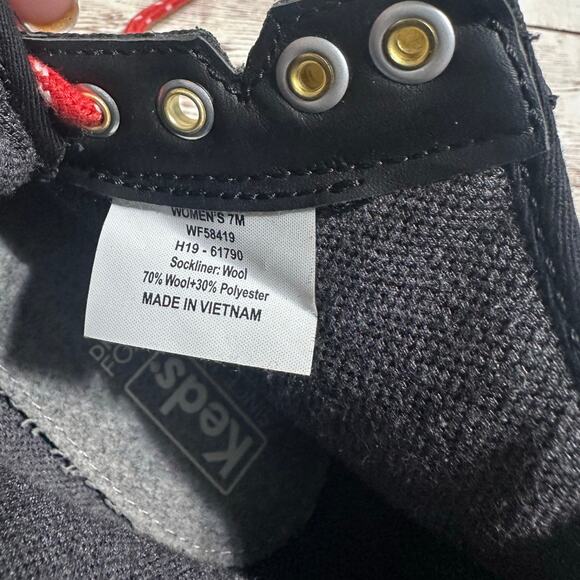 WOMEN'S 7M
WF58419
H19 - 61790
Sockliner: Wool
70% Wool+30% Polyester
MADE IN VIETNAM
Keds